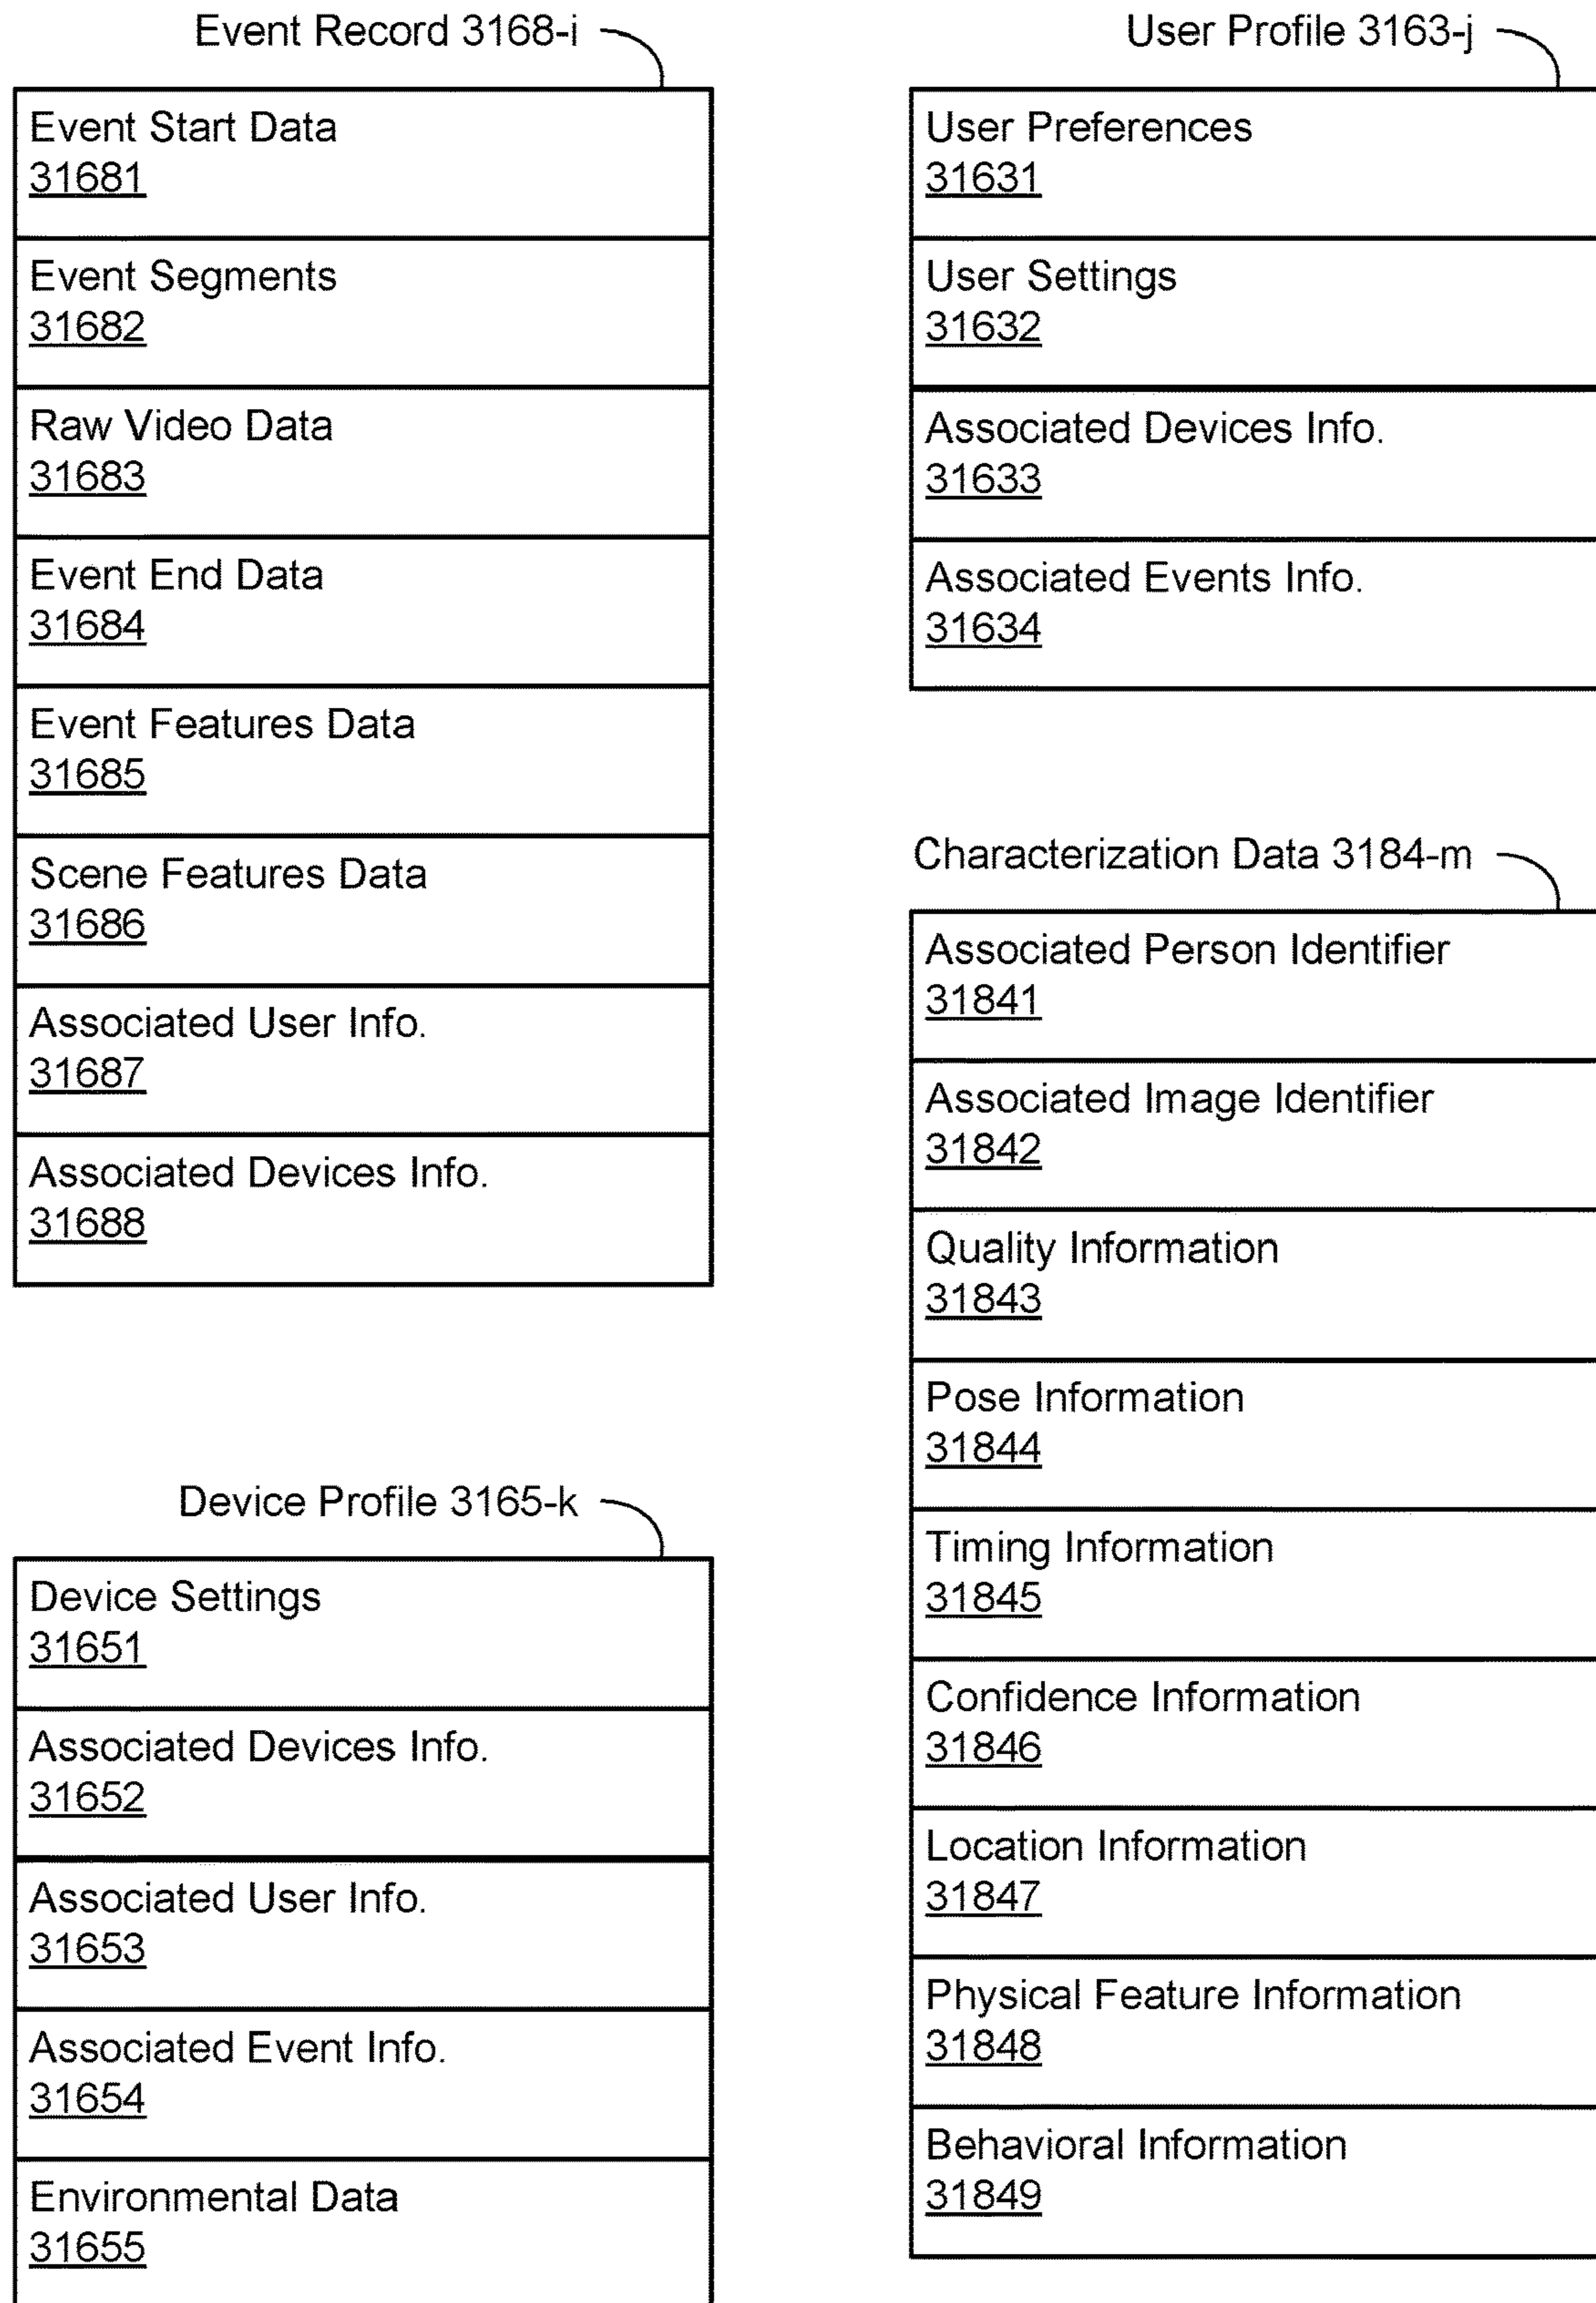 Event Record 3168-i
Event Start Data
31681
Event Segments
31682
Raw Video Data
31683
Event End Data
31684
Event Features Data
31685
Scene Features Data
31686
Associated User Info.
31687
Associated Devices Info.
31688
Device Profile 3165-k
Device Settings
31651
Associated Devices Info.
31652
Associated User Info.
31653
Associated Event Info.
31654
Environmental Data
31655
User Profile 3163-j
User Preferences
31631
User Settings
31632
Associated Devices Info.
31633
Associated Events Info.
31634
Characterization Data 3184-m
Associated Person Identifier
31841
Associated Image Identifier
31842
Quality Information
31843
Pose Information
31844
Timing Information
31845
Confidence Information
31846
Location Information
31847
Physical Feature Information
31848
Behavioral Information
31849